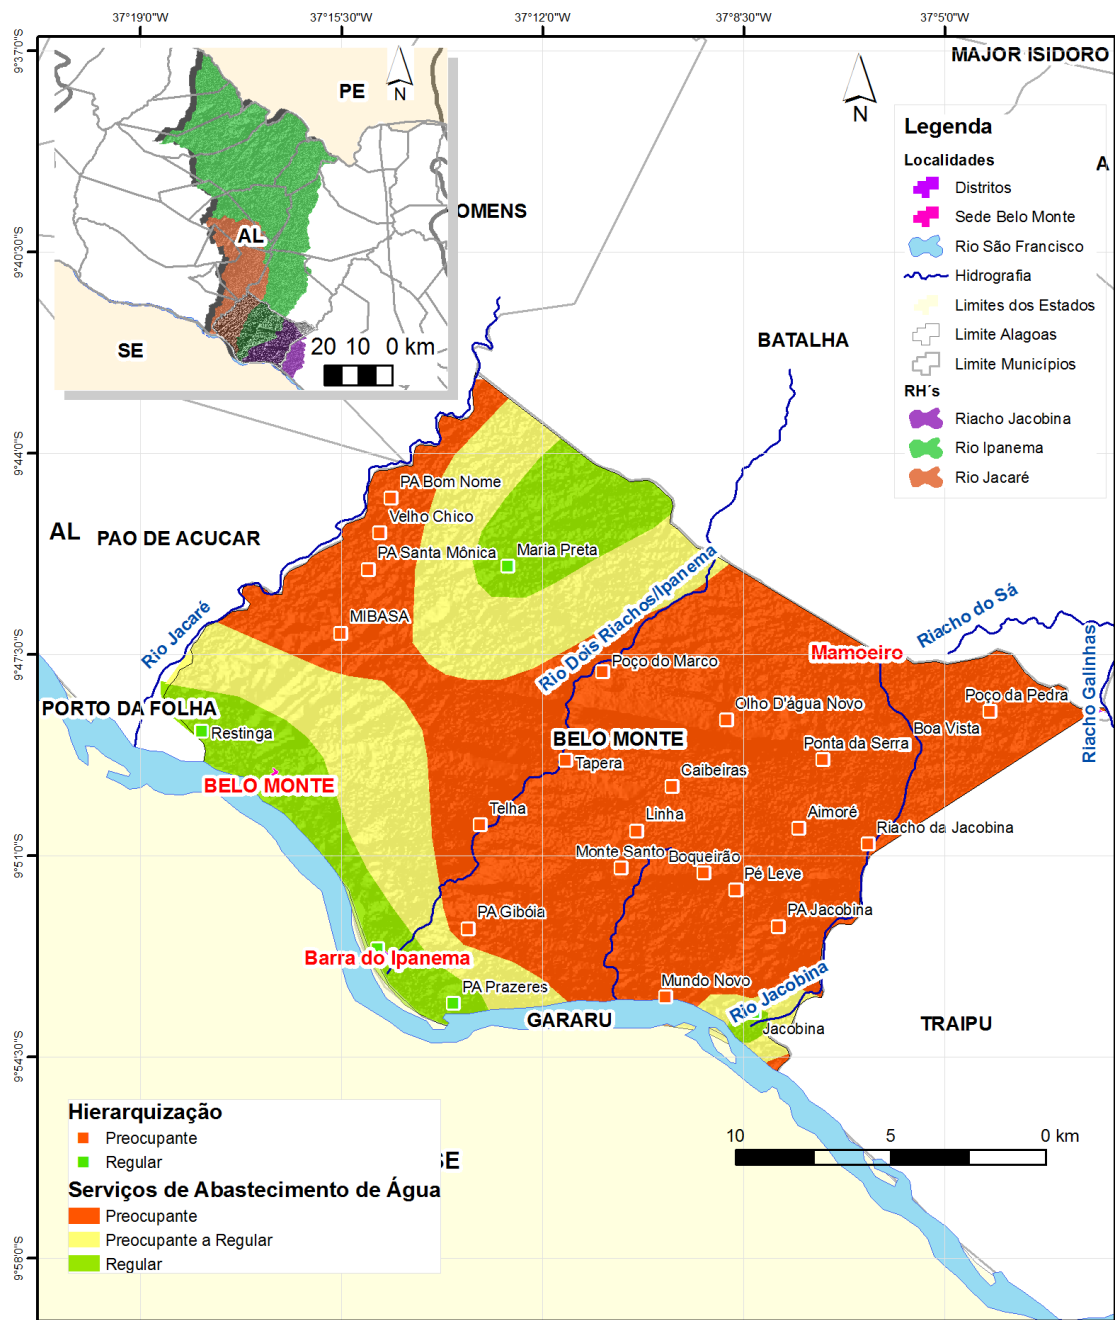 37°19'0"W
37°15'30"W
37°12'0"W
37°8'30"W
37°5'0"W
9°37'0"S
9°40'30"S
9°44'0"S
9°47'30"S
9°51'0"S
9°54'30"S
9°58'0"S
MAJOR ISIDORO
PE
N
AL
SE
20 10 0 km
OMENS
N
Legenda
Localidades
A
Distritos
Sede Belo Monte
Rio São Francisco
Hidrografia
Limites dos Estados
Limite Alagoas
Limite Municípios
RH´s
Riacho Jacobina
Rio Ipanema
Rio Jacaré
BATALHA
AL
PAO DE ACUCAR
PA Bom Nome
Velho Chico
PA Santa Mônica
Maria Preta
MIBASA
Rio Jacaré
Rio Dois Riachos/Ipanema
Riacho do Sá
Riacho Galinhas
Mamoeiro
Poço do Marco
Poço da Pedra
Olho D'água Novo
Boa Vista
PORTO DA FOLHA
Restinga
BELO MONTE
Ponta da Serra
Tapera
Caibeiras
BELO MONTE
Telha
Linha
Aimoré
Riacho da Jacobina
Monte Santo
Boqueirão
Pé Leve
PA Gibóia
PA Jacobina
Barra do Ipanema
PA Prazeres
Mundo Novo
Rio Jacobina
GARARU
Jacobina
TRAIPU
Hierarquização
Preocupante
Regular
SE
Serviços de Abastecimento de Água
Preocupante
Preocupante a Regular
Regular
10 5 0 km